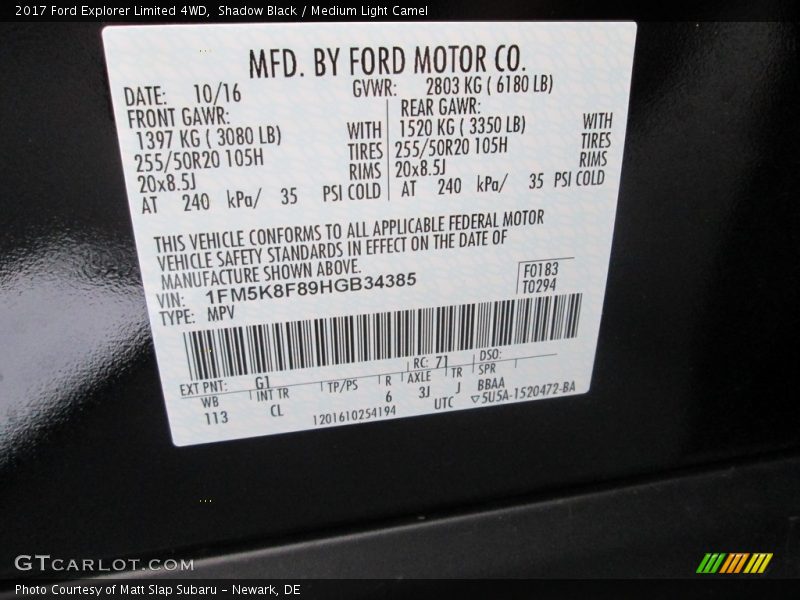 2017 Ford Explorer Limited 4WD, Shadow Black / Medium Light Camel
MFD. BY FORD MOTOR CO.
DATE: 10/16 GVWR: 2803 KG ( 6180 LB)
FRONT GAWR: REAR GAWR:
1397 KG ( 3080 LB) WITH 1520 KG ( 3350 LB) WITH
255/50R20 105H TIRES 255/50R20 105H TIRES
20x8.5J RIMS 20x8.5J RIMS
AT 240 kPa/ 35 PSI COLD AT 240 kPa/ 35 PSI COLD
THIS VEHICLE CONFORMS TO ALL APPLICABLE FEDERAL MOTOR
VEHICLE SAFETY STANDARDS IN EFFECT ON THE DATE OF
MANUFACTURE SHOWN ABOVE.
VIN: 1FM5K8F89HGB34385 F0183
TYPE: MPV T0294
EXT PNT: G1 RC: 71 DSO:
WB INT TR TP/PS R AXLE TR SPR
113 CL 6 3J J BBAA
1201610254194 UTC ▽5U5A-1520472-BA
GTCARLOT.COM
Photo Courtesy of Matt Slap Subaru - Newark, DE